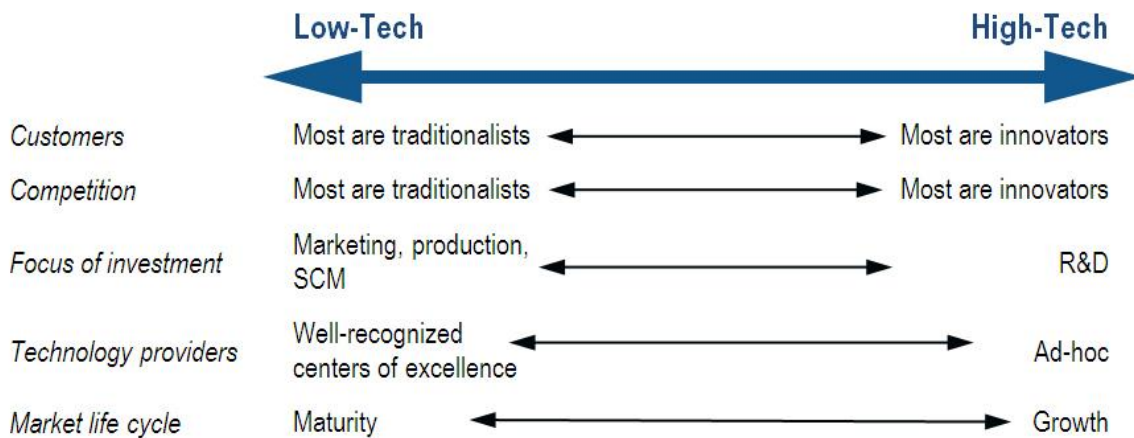 Low-Tech High-Tech
Customers Most are traditionalists Most are innovators
Competition Most are traditionalists Most are innovators
Focus of investment Marketing, production, SCM R&D
Technology providers Well-recognized centers of excellence Ad-hoc
Market life cycle Maturity Growth